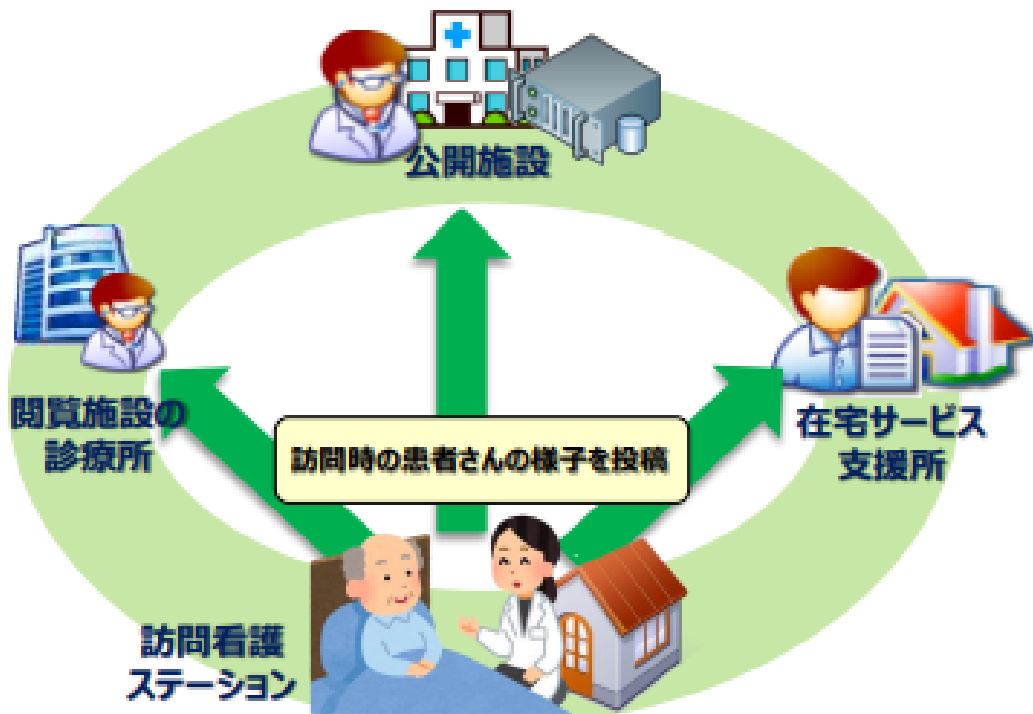 公開施設
閲覧施設の
診療所
在宅サービス
支援所
訪問時の患者さんの様子を投稿
訪問看護
ステーション